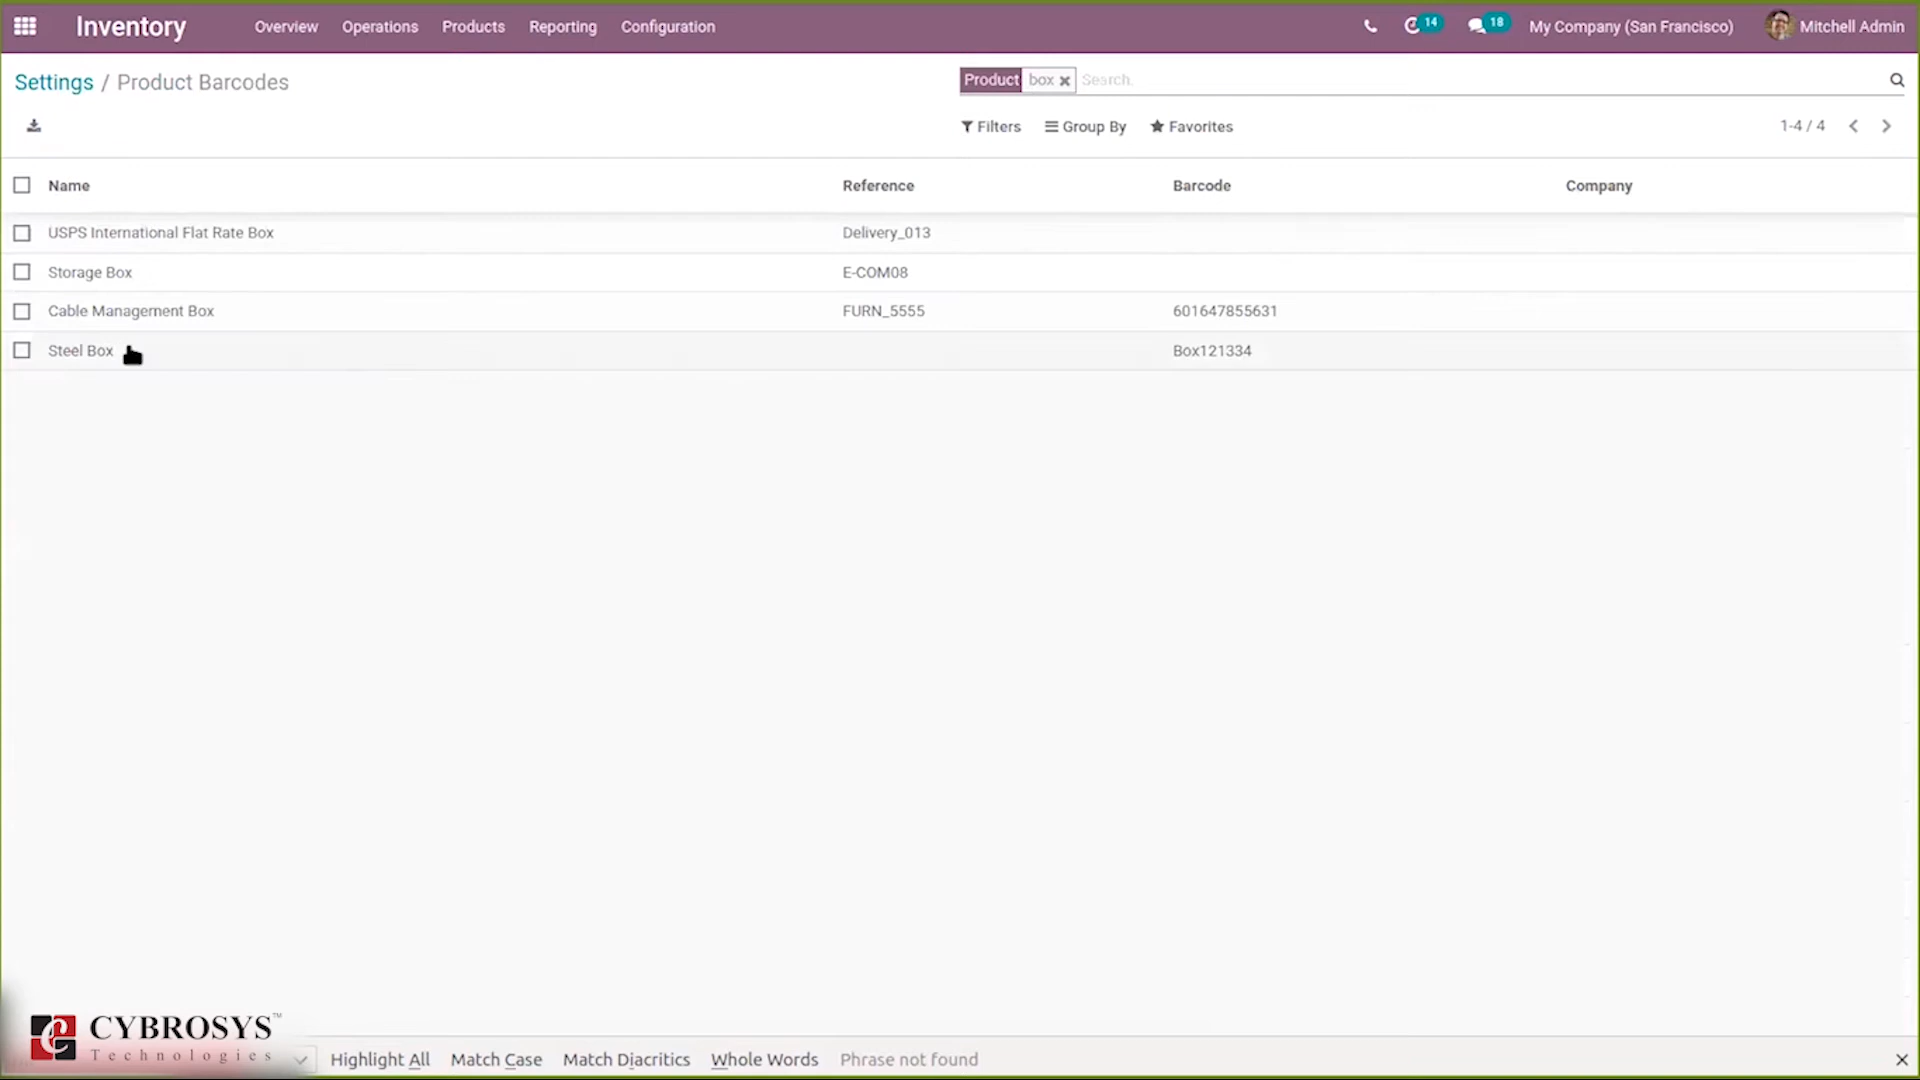 Inventory Overview Operations Products Reporting Configuration 14 18 My Company (San Francisco) Mitchell Admin
Settings / Product Barcodes
Product box Search.
Filters Group By Favorites 1-4 / 4
Name Reference Barcode Company
USPS International Flat Rate Box Delivery_013
Storage Box E-COM08
Cable Management Box FURN_5555 601647855631
Steel Box Box121334
CYBROSYS™
Technologies
Highlight All Match Case Match Diacritics Whole Words Phrase not found